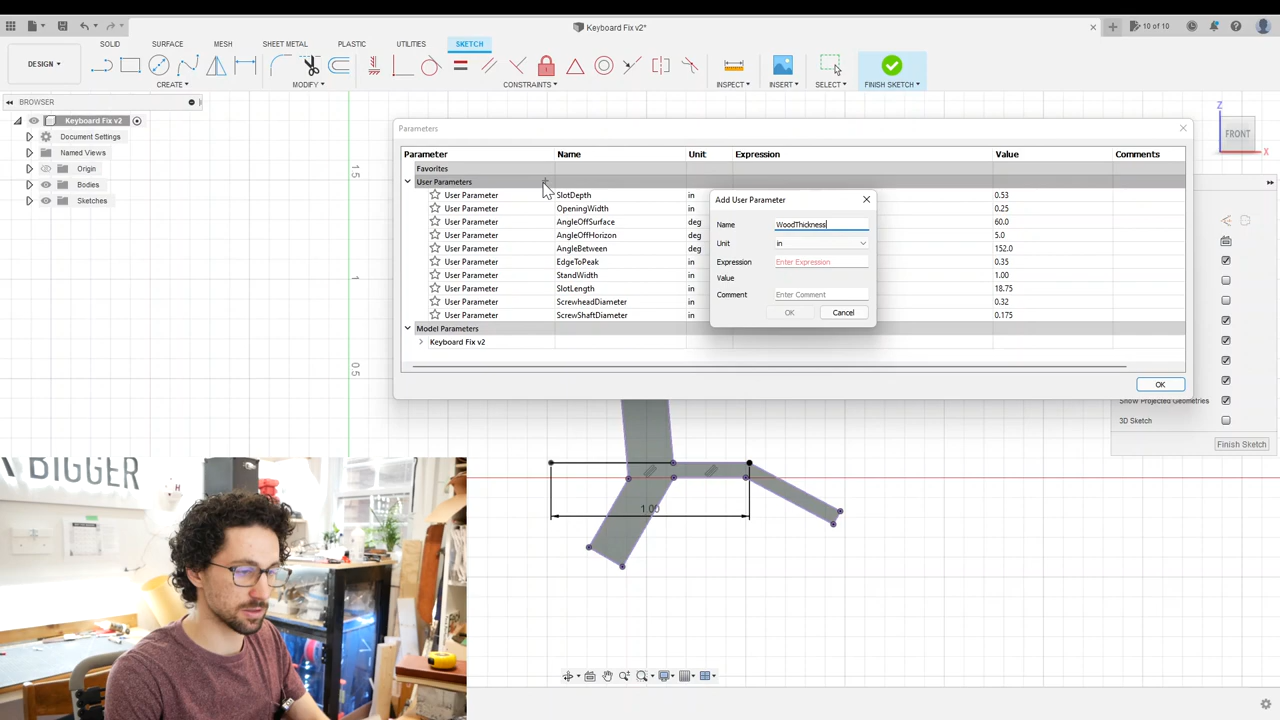 Keyboard Fix v2*
10 of 10
DESIGN
SOLID SURFACE MESH SHEET METAL PLASTIC UTILITIES SKETCH
CREATE MODIFY CONSTRAINTS INSPECT INSERT SELECT FINISH SKETCH
BROWSER
Keyboard Fix v2
Document Settings
Named Views
Origin
Bodies
Sketches
1.5
1
0.5
Z
FRONT
X
Parameters
Parameter Name Unit Expression Value Comments
Favorites
User Parameters
User Parameter SlotDepth in 0.53
User Parameter OpeningWidth in 0.25
User Parameter AngleOffSurface deg 60.0
User Parameter AngleOffHorizon deg 5.0
User Parameter AngleBetween deg 152.0
User Parameter EdgeToPeak in 0.35
User Parameter StandWidth in 1.00
User Parameter SlotLength in 18.75
User Parameter ScrewheadDiameter in 0.32
User Parameter ScrewShaftDiameter in 0.175
Model Parameters
Keyboard Fix v2
OK
Add User Parameter
Name WoodThickness
Unit in
Expression Enter Expression
Value
Comment Enter Comment
OK Cancel
Show Projected Geometries
3D Sketch
Finish Sketch
1.00
BIGGER